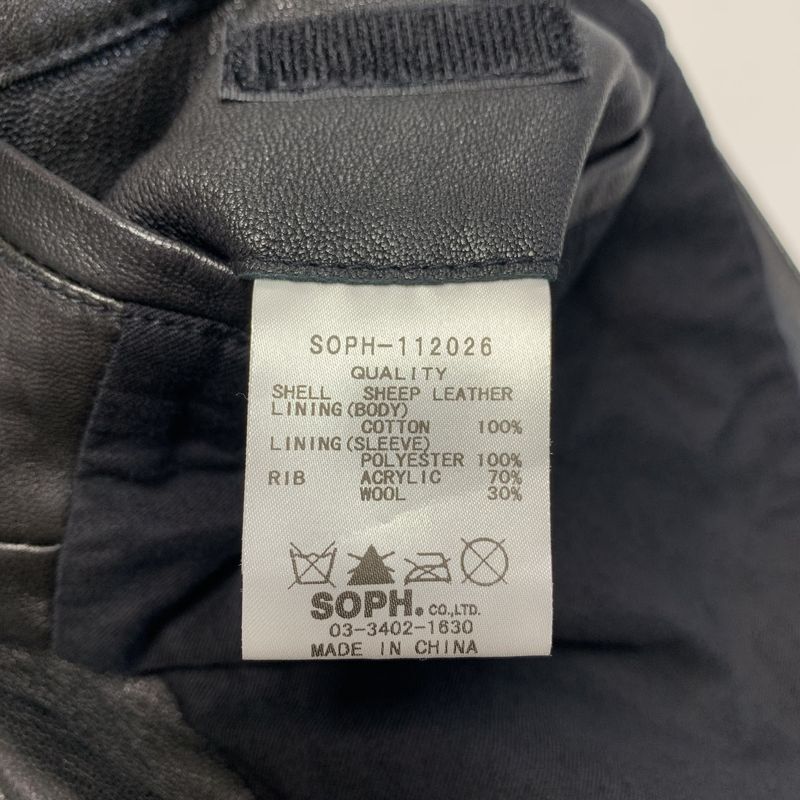 SOPH-112026
QUALITY
SHELL SHEEP LEATHER
LINING(BODY)
COTTON 100%
LINING(SLEEVE)
POLYESTER 100%
RIB ACRYLIC 70%
WOOL 30%
SOPH. CO.,LTD.
03-3402-1630
MADE IN CHINA